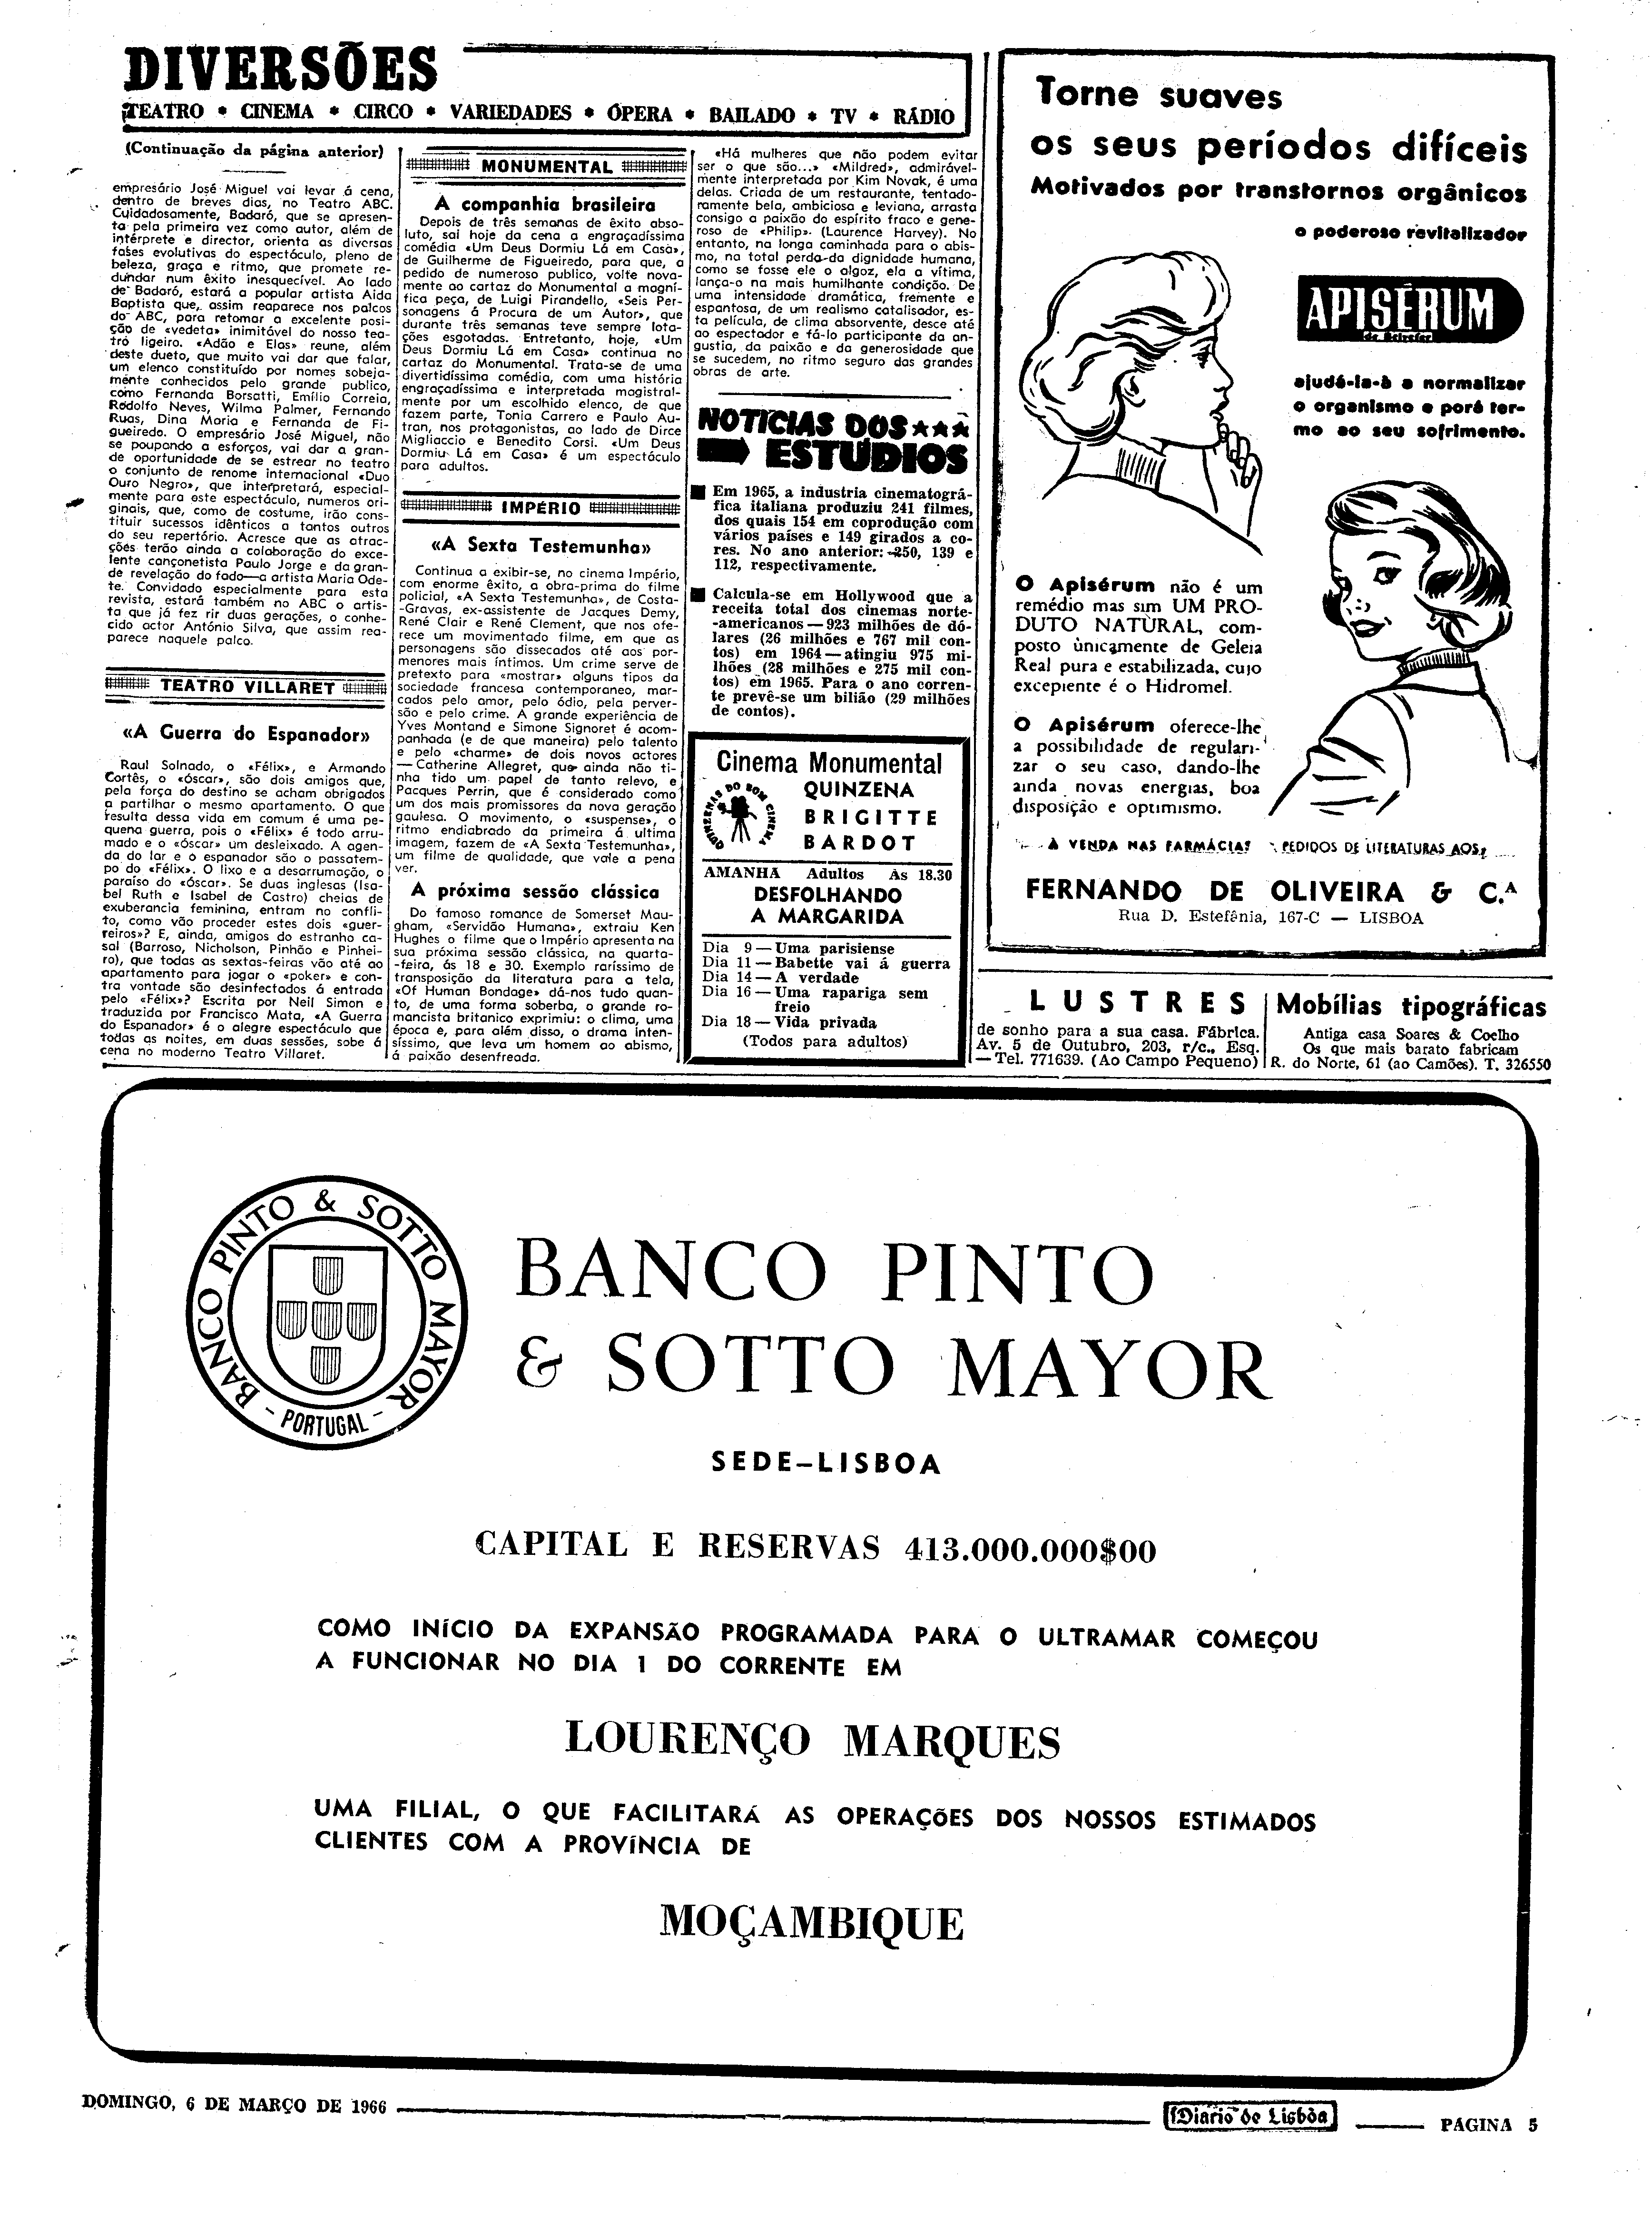 DIVERSÕES
TEATRO * CINEMA * CIRCO * VARIEDADES * ÓPERA * BAILADO * TV * RÁDIO
(Continuação da página anterior)
empresário José Miguel vai levar á cena,
dentro de breves dias, no Teatro ABC.
Cuidadosamente, Badaró, que se apresen-
ta pela primeira vez como autor, além de
intérprete e director, orienta as diversas
fases evolutivas do espectáculo, pleno de
beleza, graça e ritmo, que promete re-
dundar num êxito inesquecível. Ao lado
de Badaró, estará a popular artista Aida
Baptista que, assim reaparece nos palcos
do ABC, para retomar a excelente posi-
ção de «vedeta» inimitável do nosso tea-
tro ligeiro. «Adão e Elas» reune, além
deste dueto, que muito vai dar que falar,
um elenco constituído por nomes sobeja-
mente conhecidos pelo grande publico,
como Fernanda Borsatti, Emílio Correia,
Rodolfo Neves, Wilma Palmer, Fernando
Ruas, Dina Maria e Fernanda de Fi-
gueiredo. O empresário José Miguel, não
se poupando a esforços, vai dar a gran-
de oportunidade de se estrear no teatro
o conjunto de renome internacional «Duo
Ouro Negro», que interpretará, especial-
mente para este espectáculo, numeros ori-
ginais, que, como de costume, irão cons-
tituir sucessos idênticos a tantos outros
do seu repertório. Acresce que as atrac-
ções terão ainda a colaboração do exce-
lente cançonetista Paulo Jorge e da gran-
de revelação do fado—a artista Maria Ode-
te. Convidado especialmente para esta
revista, estará também no ABC o artis-
ta que já fez rir duas gerações, o conhe-
cido actor António Silva, que assim rea-
parece naquele palco.
TEATRO VILLARET
«A Guerra do Espanador»
Raul Solnado, o «Félix», e Armando
Cortês, o «óscar», são dois amigos que,
pela força do destino se acham obrigados
a partilhar o mesmo apartamento. O que
resulta dessa vida em comum é uma pe-
quena guerra, pois o «Félix» é todo arru-
mado e o «óscar» um desleixado. A agen-
da do lar e o espanador são o passatem-
po do «Félix». O lixo e a desarrumação, o
paraíso do «óscar». Se duas inglesas (Isa-
bel Ruth e Isabel de Castro) cheias de
exuberancia feminina, entram no confli-
to, como vão proceder estes dois «guer-
reiros»? E, ainda, amigos do estranho ca-
sal (Barroso, Nicholson, Pinhão e Pinhei-
ro), que todas as sextas-feiras vão até ao
apartamento para jogar o «poker» e con-
tra vontade são desinfectados á entrada
pelo «Félix»? Escrita por Neil Simon e
traduzida por Francisco Mata, «A Guerra
do Espanador» é o alegre espectáculo que
todas as noites, em duas sessões, sobe á
cena no moderno Teatro Villaret.
MONUMENTAL
A companhia brasileira
Depois de três semanas de êxito abso-
luto, sai hoje da cena a engraçadíssima
comédia «Um Deus Dormiu Lá em Casa»,
de Guilherme de Figueiredo, para que, a
pedido de numeroso publico, volte nova-
mente ao cartaz do Monumental a magní-
fica peça, de Luigi Pirandello, «Seis Per-
sonagens á Procura de um Autor», que
durante três semanas teve sempre lota-
ções esgotadas. Entretanto, hoje, «Um
Deus Dormiu Lá em Casa» continua no
cartaz do Monumental. Trata-se de uma
divertidíssima comédia, com uma história
engraçadíssima e interpretada magistral-
mente por um escolhido elenco, de que
fazem parte, Tonia Carrero e Paulo Au-
tran, nos protagonistas, ao lado de Dirce
Migliaccio e Benedito Corsi. «Um Deus
Dormiu Lá em Casa» é um espectáculo
para adultos.
IMPÉRIO
«A Sexta Testemunha»
Continua a exibir-se, no cinema Império,
com enorme êxito, a obra-prima do filme
policial, «A Sexta Testemunha», de Costa-
-Gravas, ex-assistente de Jacques Demy,
René Clair e René Clement, que nos ofe-
rece um movimentado filme, em que as
personagens são dissecados até aos por-
menores mais íntimos. Um crime serve de
pretexto para «mostrar» alguns tipos da
sociedade francesa contemporaneo, mar-
cados pelo amor, pelo ódio, pela perver-
são e pelo crime. A grande experiência de
Yves Montand e Simone Signoret é acom-
panhada (e de que maneira) pelo talento
e pelo «charme» de dois novos actores
— Catherine Allegret, que ainda não ti-
nha tido um papel de tanto relevo, e
Pacques Perrin, que é considerado como
um dos mais promissores da nova geração
gaulesa. O movimento, o «suspense», o
ritmo endiabrado da primeira á ultima
imagem, fazem de «A Sexta Testemunha»,
um filme de qualidade, que vale a pena
ver.
A próxima sessão clássica
Do famoso romance de Somerset Mau-
gham, «Servidão Humana», extraiu Ken
Hughes o filme que o Império apresenta na
sua próxima sessão clássica, na quarta-
-feira, ás 18 e 30. Exemplo raríssimo de
transposição da literatura para a tela,
«Of Human Bondage» dá-nos tudo quan-
to, de uma forma soberba, o grande ro-
mancista britanico exprimiu: o clima, uma
época e, para além disso, o drama inten-
síssimo, que leva um homem ao abismo,
á paixão desenfreada.
«Há mulheres que não podem evitar
ser o que são...» «Mildred», admirável-
mente interpretada por Kim Novak, é uma
delas. Criada de um restaurante, tentado-
ramente bela, ambiciosa e leviana, arrasta
consigo a paixão do espírito fraco e gene-
roso de «Philip». (Laurence Harvey). No
entanto, na longa caminhada para o abis-
mo, na total perda-da dignidade humana,
como se fosse ele o algoz, ela a vítima,
lança-o na mais humilhante condição. De
uma intensidade dramática, fremente e
espantosa, de um realismo catalisador, es-
ta película, de clima absorvente, desce até
ao espectador e fá-lo participante da an-
gustia, da paixão e da generosidade que
se sucedem, no ritmo seguro das grandes
obras de arte.
NOTICIAS DOS ★★★
ESTÚDIOS
Em 1965, a industria cinematográ-
fica italiana produziu 241 filmes,
dos quais 154 em coprodução com
vários países e 149 girados a co-
res. No ano anterior: 250, 139 e
112, respectivamente.
Calcula-se em Hollywood que a
receita total dos cinemas norte-
-americanos — 923 milhões de dó-
lares (26 milhões e 767 mil con-
tos) em 1964 — atingiu 975 mi-
lhões (28 milhões e 275 mil con-
tos) em 1965. Para o ano corren-
te prevê-se um bilião (29 milhões
de contos).
Cinema Monumental
QUINZENAS DO BOM CINEMA
QUINZENA
BRIGITTE
BARDOT
AMANHA Adultos Às 18.30
DESFOLHANDO
A MARGARIDA
Dia 9 — Uma parisiense
Dia 11 — Babette vai á guerra
Dia 14 — A verdade
Dia 16 — Uma rapariga sem
freio
Dia 18 — Vida privada
(Todos para adultos)
Torne suaves
os seus períodos difíceis
Motivados por transtornos orgânicos
o poderoso revitalizador
APISÉRUM
ajudá-la-à a normalizar
o organismo e porá ter-
mo ao seu sofrimento.
O Apisérum não é um
remédio mas sim UM PRO-
DUTO NATURAL, com-
posto ùnicamente de Geleia
Real pura e estabilizada, cujo
excepiente é o Hidromel.
O Apisérum oferece-lhe
a possibilidade de regulari-
zar o seu caso, dando-lhe
ainda novas energias, boa
disposição e optimismo.
À VENDA NAS FARMÁCIAS PEDIDOS DE LITERATURAS AOS:
FERNANDO DE OLIVEIRA & C.ª
Rua D. Estefênia, 167-C — LISBOA
LUSTRES
de sonho para a sua casa. Fábrica.
Av. 5 de Outubro, 203, r/c., Esq.
— Tel. 771639. (Ao Campo Pequeno)
Mobílias tipográficas
Antiga casa Soares & Coelho
Os que mais barato fabricam
R. do Norte, 61 (ao Camões). T. 326550
BANCO PINTO & SOTTO MAYOR
- PORTUGAL -
BANCO PINTO
& SOTTO MAYOR
SEDE-LISBOA
CAPITAL E RESERVAS 413.000.000$00
COMO INÍCIO DA EXPANSÃO PROGRAMADA PARA O ULTRAMAR COMEÇOU
A FUNCIONAR NO DIA 1 DO CORRENTE EM
LOURENÇO MARQUES
UMA FILIAL, O QUE FACILITARÁ AS OPERAÇÕES DOS NOSSOS ESTIMADOS
CLIENTES COM A PROVÍNCIA DE
MOÇAMBIQUE
DOMINGO, 6 DE MARÇO DE 1966
Diario de Lisbôa
PÁGINA 5